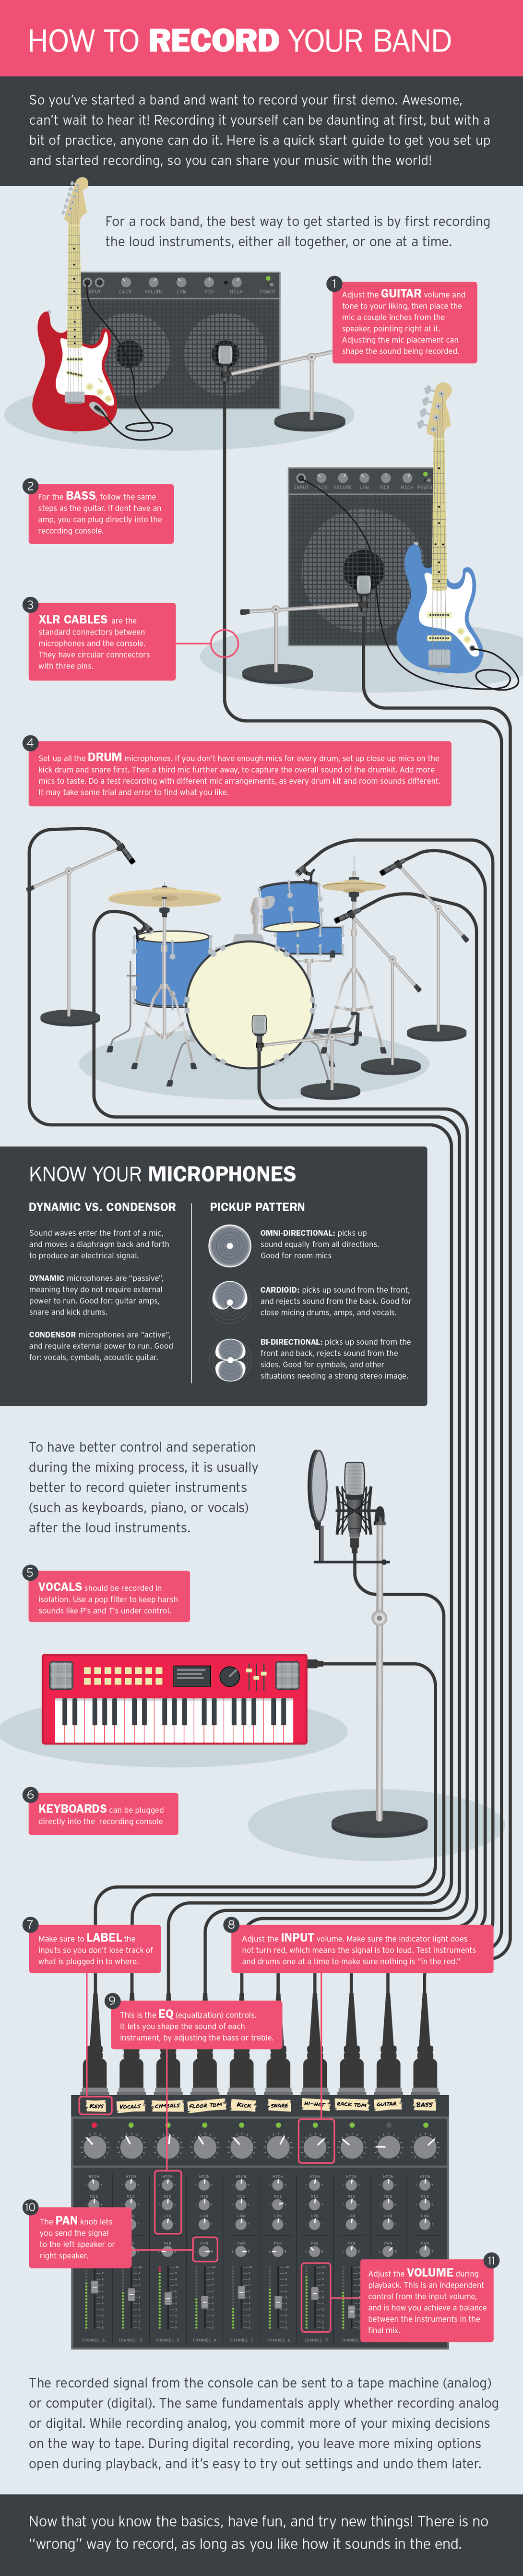 HOW TO RECORD YOUR BAND
So you've started a band and want to record your first demo. Awesome,
can't wait to hear it! Recording it yourself can be daunting at first, but with a
bit of practice, anyone can do it. Here is a quick start guide to get you set up
and started recording, so you can share your music with the world!
For a rock band, the best way to get started is by first recording
the loud instruments, either all together, or one at a time.
GAIN VOLUME LOW MID HIGH POWER
1
Adjust the GUITAR volume and
tone to your liking, then place the
mic a couple inches from the
speaker, pointing right at it.
Adjusting the mic placement can
shape the sound being recorded.
INPUT GAIN VOLUME LOW MID HIGH POWER
2
For the BASS, follow the same
steps as the guitar. If dont have an
amp, you can plug directly into the
recording console.
3
XLR CABLES are the
standard connectors between
microphones and the console.
They have circular conncectors
with three pins.
4
Set up all the DRUM microphones. If you don't have enough mics for every drum, set up close up mics on the
kick drum and snare first. Then a third mic further away, to capture the overall sound of the drumkit. Add more
mics to taste. Do a test recording with different mic arrangements, as every drum kit and room sounds different.
It may take some trial and error to find what you like.
KNOW YOUR MICROPHONES
DYNAMIC VS. CONDENSOR
Sound waves enter the front of a mic,
and moves a diaphragm back and forth
to produce an electrical signal.
DYNAMIC microphones are "passive",
meaning they do not require external
power to run. Good for: guitar amps,
snare and kick drums.
CONDENSOR microphones are "active",
and require external power to run. Good
for: vocals, cymbals, acoustic guitar.
PICKUP PATTERN
OMNI-DIRECTIONAL: picks up
sound equally from all directions.
Good for room mics
CARDIOID: picks up sound from the front,
and rejects sound from the back. Good for
close micing drums, amps, and vocals.
BI-DIRECTIONAL: picks up sound from the
front and back, rejects sound from the
sides. Good for cymbals, and other
situations needing a strong stereo image.
To have better control and seperation
during the mixing process, it is usually
better to record quieter instruments
(such as keyboards, piano, or vocals)
after the loud instruments.
5
VOCALS should be recorded in
isolation. Use a pop filter to keep harsh
sounds like P's and T's under control.
6
KEYBOARDS can be plugged
directly into the recording console
7
Make sure to LABEL the
inputs so you don't lose track of
what is plugged in to where.
8
Adjust the INPUT volume. Make sure the indicator light does
not turn red, which means the signal is too loud. Test instruments
and drums one at a time to make sure nothing is "in the red."
9
This is the EQ (equalization) controls.
It lets you shape the sound of each
instrument, by adjusting the bass or treble.
KEYS VOCALS CYMBALS FLOOR TOM KICK SNARE HI-HAT RACK TOM GUITAR BASS
HIGH HIGH HIGH HIGH HIGH HIGH HIGH HIGH HIGH HIGH
10
The PAN knob lets
you send the signal
to the left speaker or
right speaker.
11
Adjust the VOLUME during
playback. This is an independent
control from the input volume,
and is how you achieve a balance
between the instruments in the
final mix.
CHANNEL 1 CHANNEL 2 CHANNEL 3 CHANNEL 4 CHANNEL 5 CHANNEL 6 CHANNEL 7
The recorded signal from the console can be sent to a tape machine (analog)
or computer (digital). The same fundamentals apply whether recording analog
or digital. While recording analog, you commit more of your mixing decisions
on the way to tape. During digital recording, you leave more mixing options
open during playback, and it's easy to try out settings and undo them later.
Now that you know the basics, have fun, and try new things! There is no
"wrong" way to record, as long as you like how it sounds in the end.